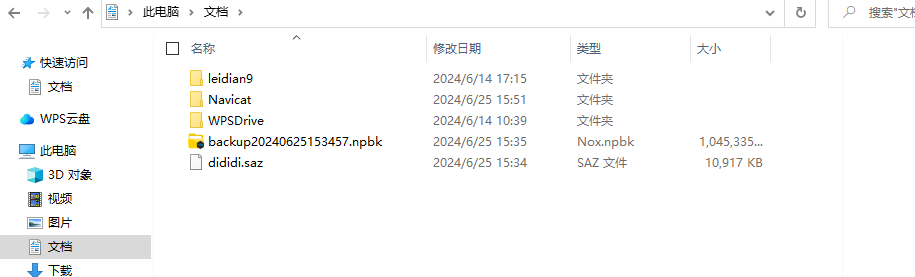 此电脑 文档 搜索"文档
名称 修改日期 类型 大小
快速访问
文档
WPS云盘
此电脑
3D 对象
视频
图片
文档
下载
leidian9 2024/6/14 17:15 文件夹
Navicat 2024/6/25 15:51 文件夹
WPSDrive 2024/6/14 10:39 文件夹
backup20240625153457.npbk 2024/6/25 15:35 Nox.npbk 1,045,335...
dididi.saz 2024/6/25 15:34 SAZ 文件 10,917 KB